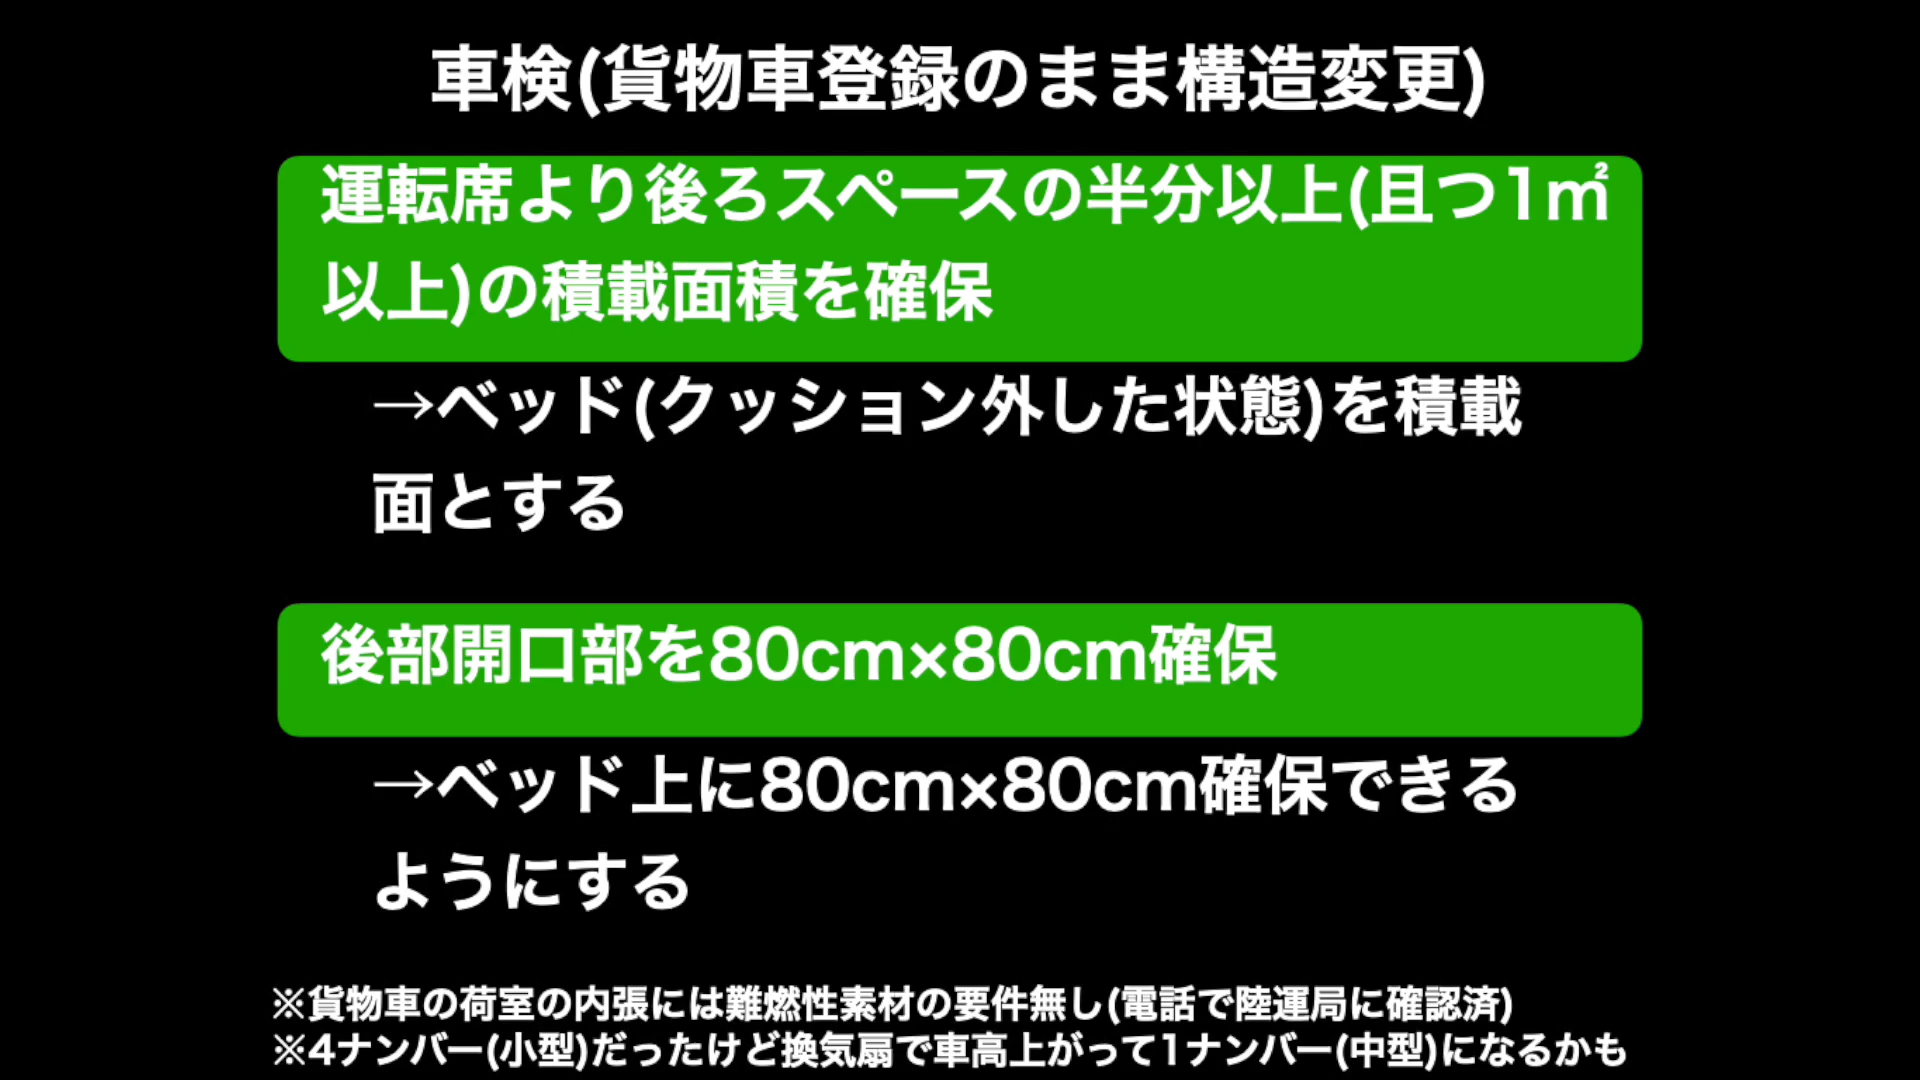 車検(貨物車登録のまま構造変更)
運転席より後ろスペースの半分以上(且つ1㎡
以上)の積載面積を確保
→ベッド(クッション外した状態)を積載
面とする
後部開口部を80cm×80cm確保
→ベッド上に80cm×80cm確保できる
ようにする
※貨物車の荷室の内張には難燃性素材の要件無し(電話で陸運局に確認済)
※4ナンバー(小型)だったけど換気扇で車高上がって1ナンバー(中型)になるかも